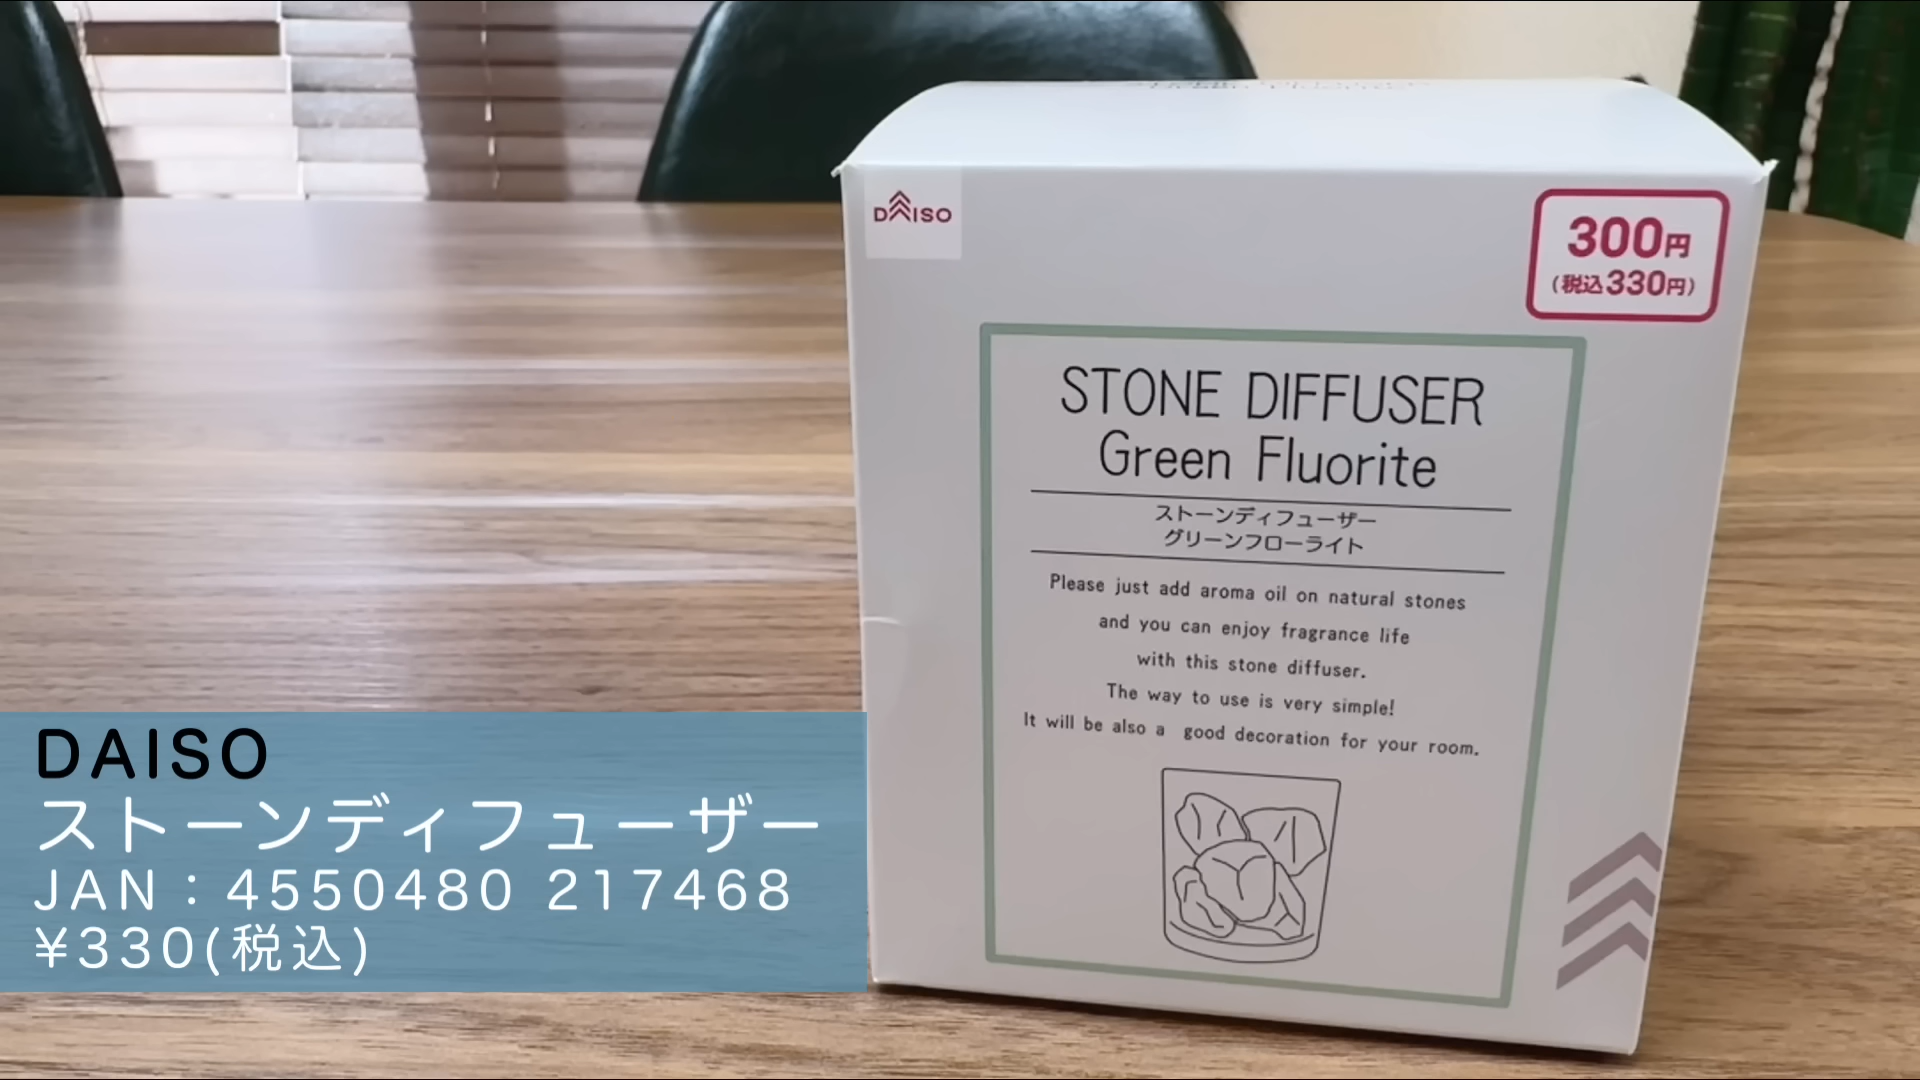 DAISO
300円
(税込330円)
STONE DIFFUSER
Green Fluorite
ストーンディフューザー
グリーンフローライト
Please just add aroma oil on natural stones
and you can enjoy fragrance life
with this stone diffuser.
The way to use is very simple!
It will be also a good decoration for your room.
DAISO
ストーンディフューザー
JAN：4550480 217468
¥330(税込)